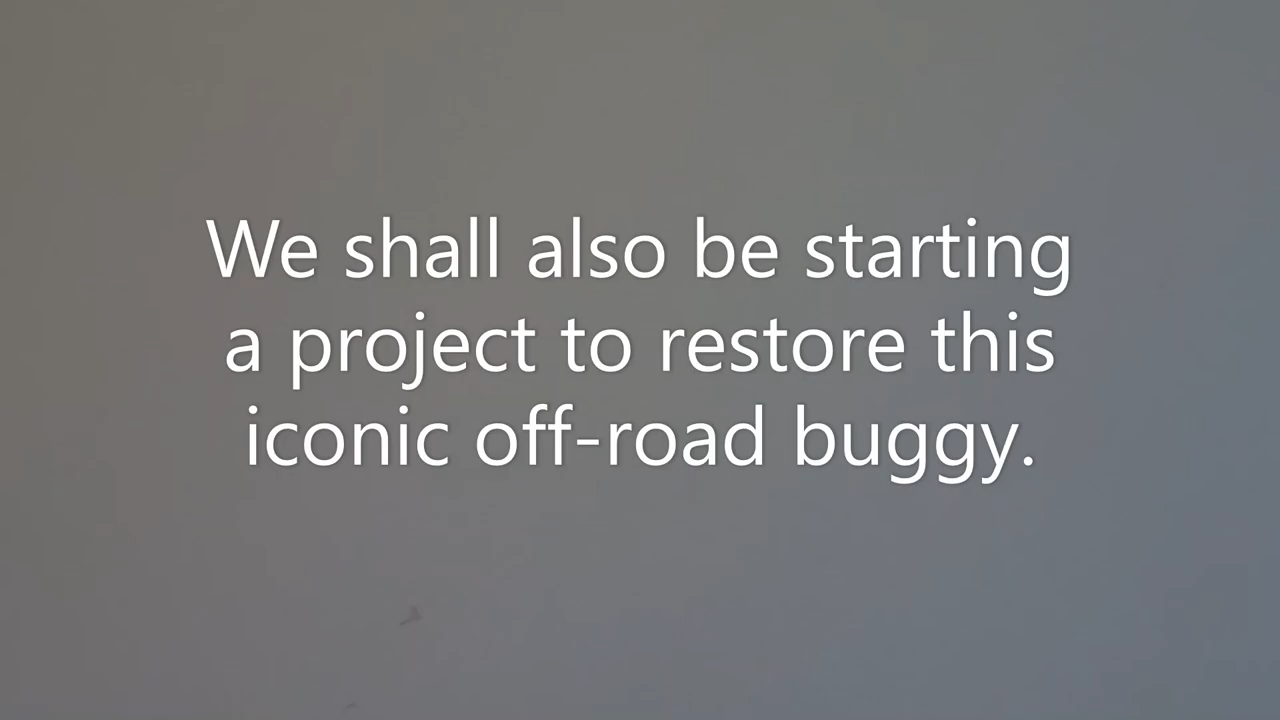 We shall also be starting
a project to restore this
iconic off-road buggy.